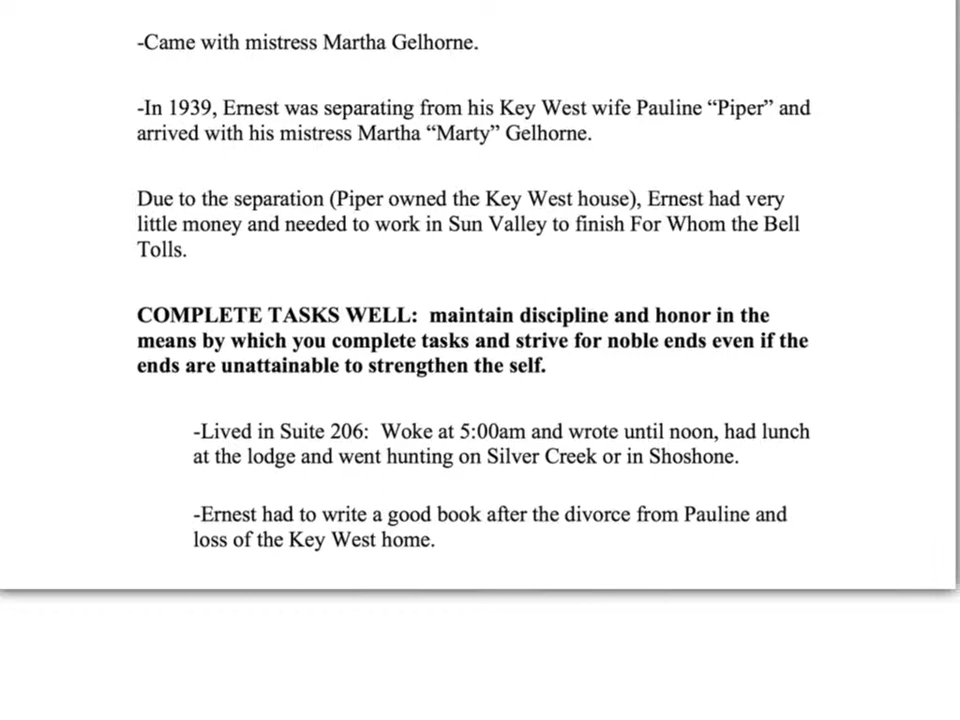 -Came with mistress Martha Gelhorne.
-In 1939, Ernest was separating from his Key West wife Pauline “Piper” and
arrived with his mistress Martha “Marty” Gelhorne.
Due to the separation (Piper owned the Key West house), Ernest had very
little money and needed to work in Sun Valley to finish For Whom the Bell
Tolls.
COMPLETE TASKS WELL:  maintain discipline and honor in the
means by which you complete tasks and strive for noble ends even if the
ends are unattainable to strengthen the self.
-Lived in Suite 206:  Woke at 5:00am and wrote until noon, had lunch
at the lodge and went hunting on Silver Creek or in Shoshone.
-Ernest had to write a good book after the divorce from Pauline and
loss of the Key West home.